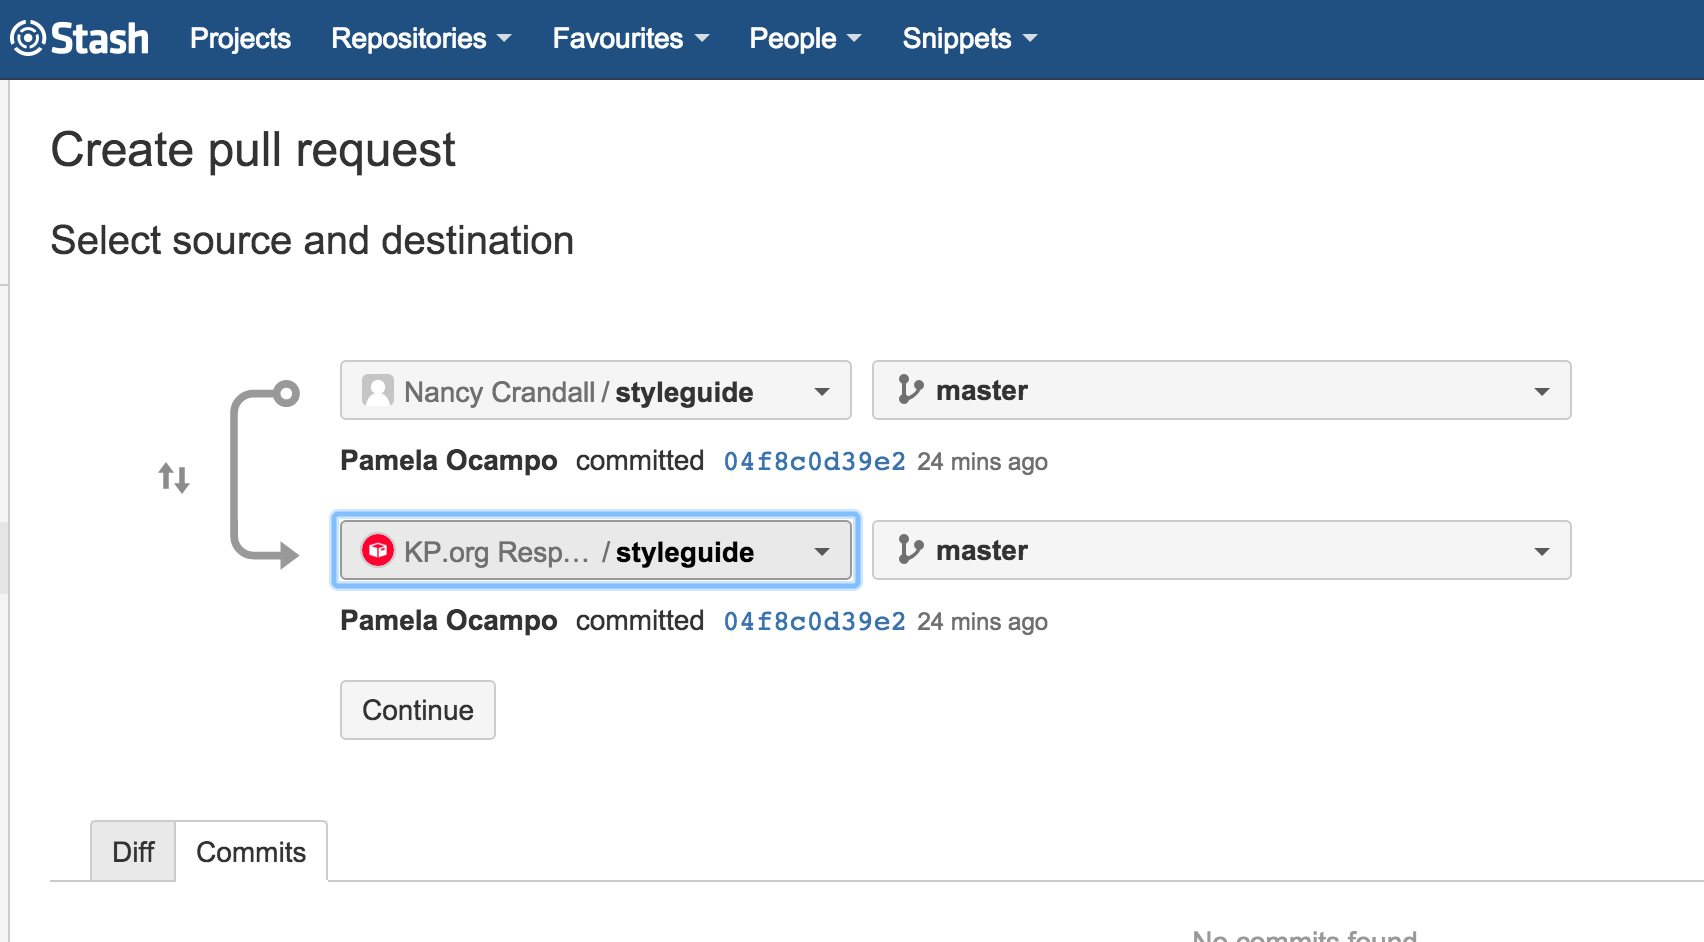 Stash Projects Repositories Favourites People Snippets
Create pull request
Select source and destination
Nancy Crandall / styleguide master
Pamela Ocampo committed 04f8c0d39e2 24 mins ago
KP.org Resp... / styleguide master
Pamela Ocampo committed 04f8c0d39e2 24 mins ago
Continue
Diff Commits
No commits found